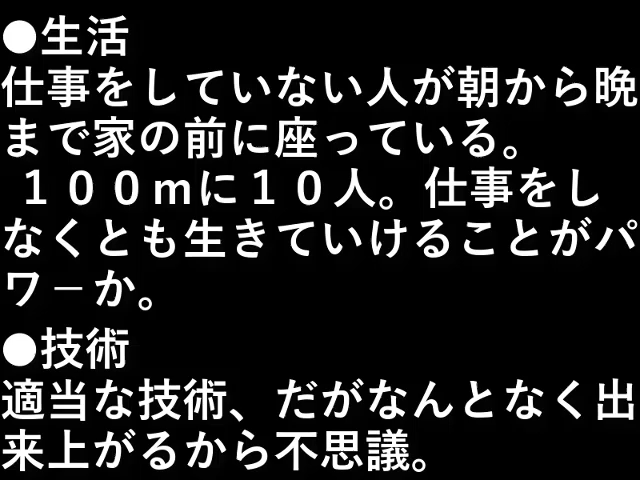 ●生活
仕事をしていない人が朝から晩
まで家の前に座っている。
１００ｍに１０人。仕事をし
なくとも生きていけることがパ
ワ－か。
●技術
適当な技術、だがなんとなく出
来上がるから不思議。